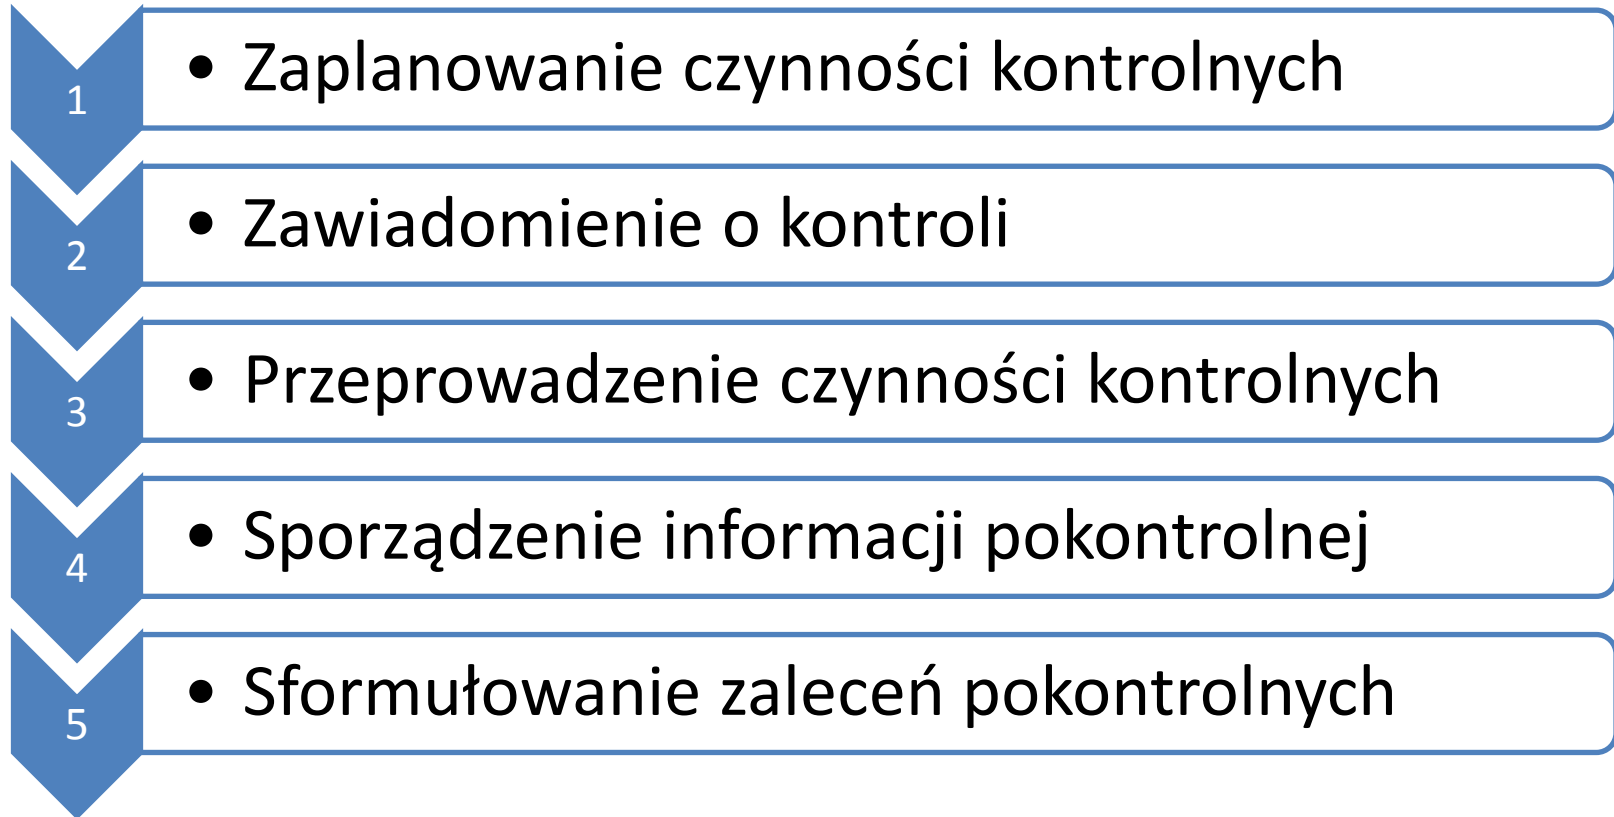 1
• Zaplanowanie czynności kontrolnych
2
• Zawiadomienie o kontroli
3
• Przeprowadzenie czynności kontrolnych
4
• Sporządzenie informacji pokontrolnej
5
• Sformułowanie zaleceń pokontrolnych